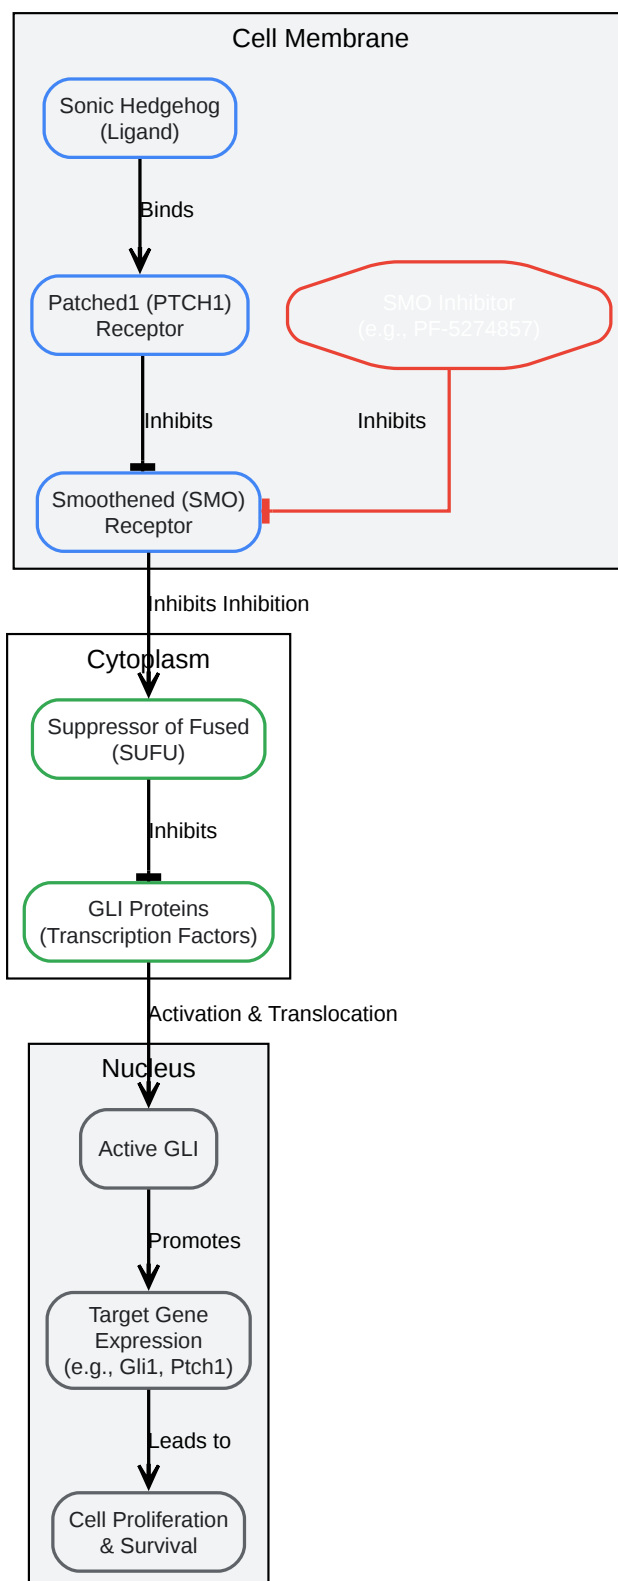 Cell Membrane
Sonic Hedgehog
(Ligand)
Binds
Patched1 (PTCH1)
Receptor
SMO Inhibitor
(e.g., PF-5274857)
Inhibits
Inhibits
Smoothened (SMO)
Receptor
Inhibits Inhibition
Cytoplasm
Suppressor of Fused
(SUFU)
Inhibits
GLI Proteins
(Transcription Factors)
Activation & Translocation
Nucleus
Active GLI
Promotes
Target Gene
Expression
(e.g., Gli1, Ptch1)
Leads to
Cell Proliferation
& Survival